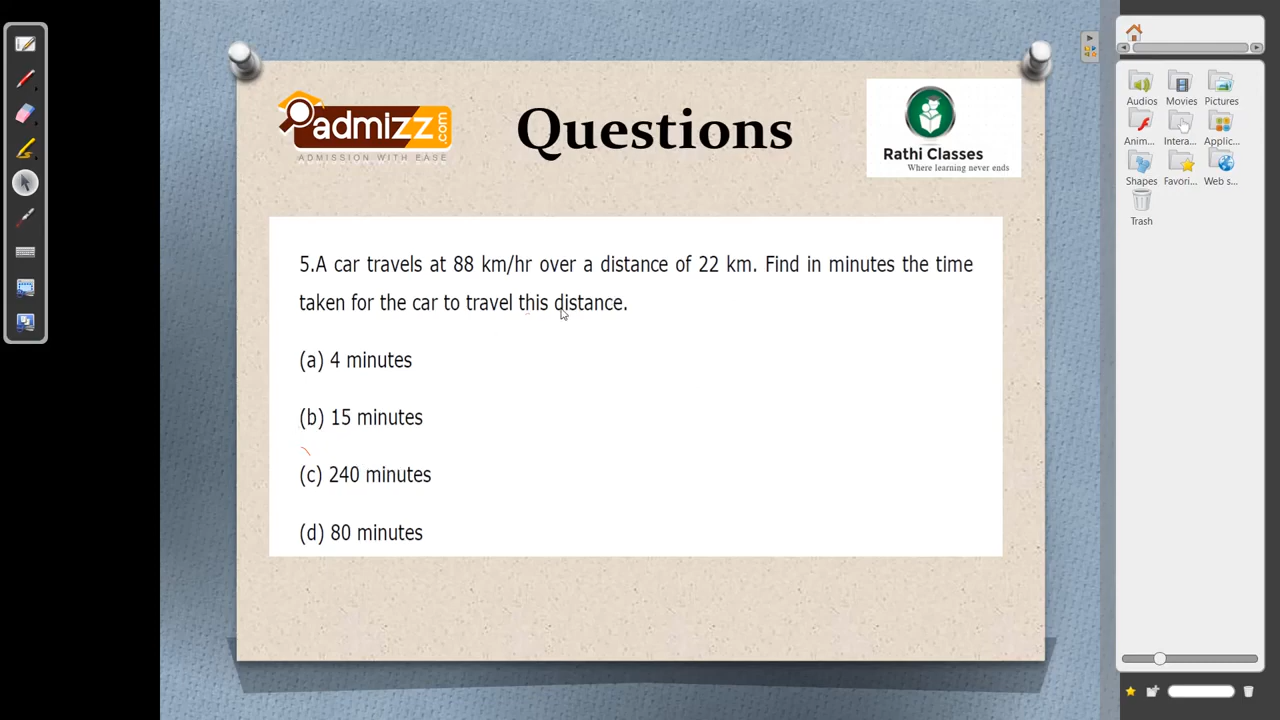 admizz.com
ADMISSION WITH EASE
Questions
Rathi Classes
Where learning never ends
5.A car travels at 88 km/hr over a distance of 22 km. Find in minutes the time
taken for the car to travel this distance.
(a) 4 minutes
(b) 15 minutes
(c) 240 minutes
(d) 80 minutes
Audios Movies Pictures
Anim... Intera... Applic...
Shapes Favori... Web s...
Trash